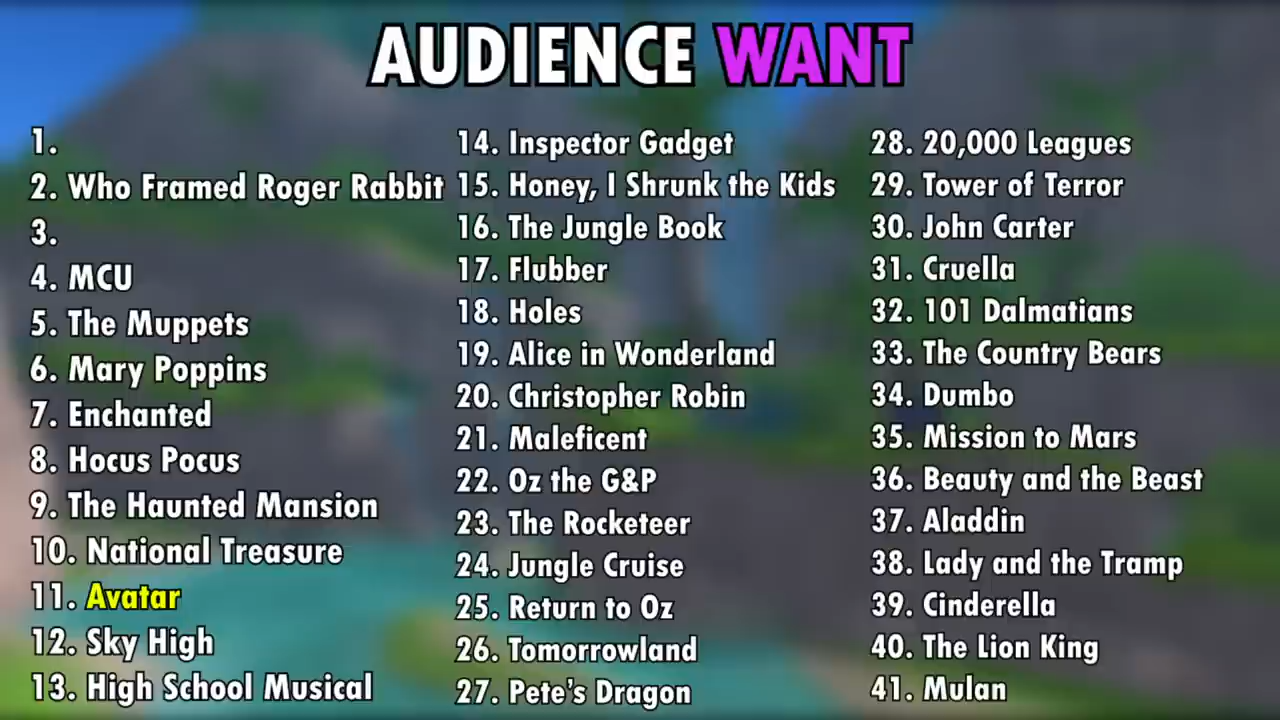 AUDIENCE WANT
1.
2. Who Framed Roger Rabbit
3.
4. MCU
5. The Muppets
6. Mary Poppins
7. Enchanted
8. Hocus Pocus
9. The Haunted Mansion
10. National Treasure
11. Avatar
12. Sky High
13. High School Musical
14. Inspector Gadget
15. Honey, I Shrunk the Kids
16. The Jungle Book
17. Flubber
18. Holes
19. Alice in Wonderland
20. Christopher Robin
21. Maleficent
22. Oz the G&P
23. The Rocketeer
24. Jungle Cruise
25. Return to Oz
26. Tomorrowland
27. Pete's Dragon
28. 20,000 Leagues
29. Tower of Terror
30. John Carter
31. Cruella
32. 101 Dalmatians
33. The Country Bears
34. Dumbo
35. Mission to Mars
36. Beauty and the Beast
37. Aladdin
38. Lady and the Tramp
39. Cinderella
40. The Lion King
41. Mulan